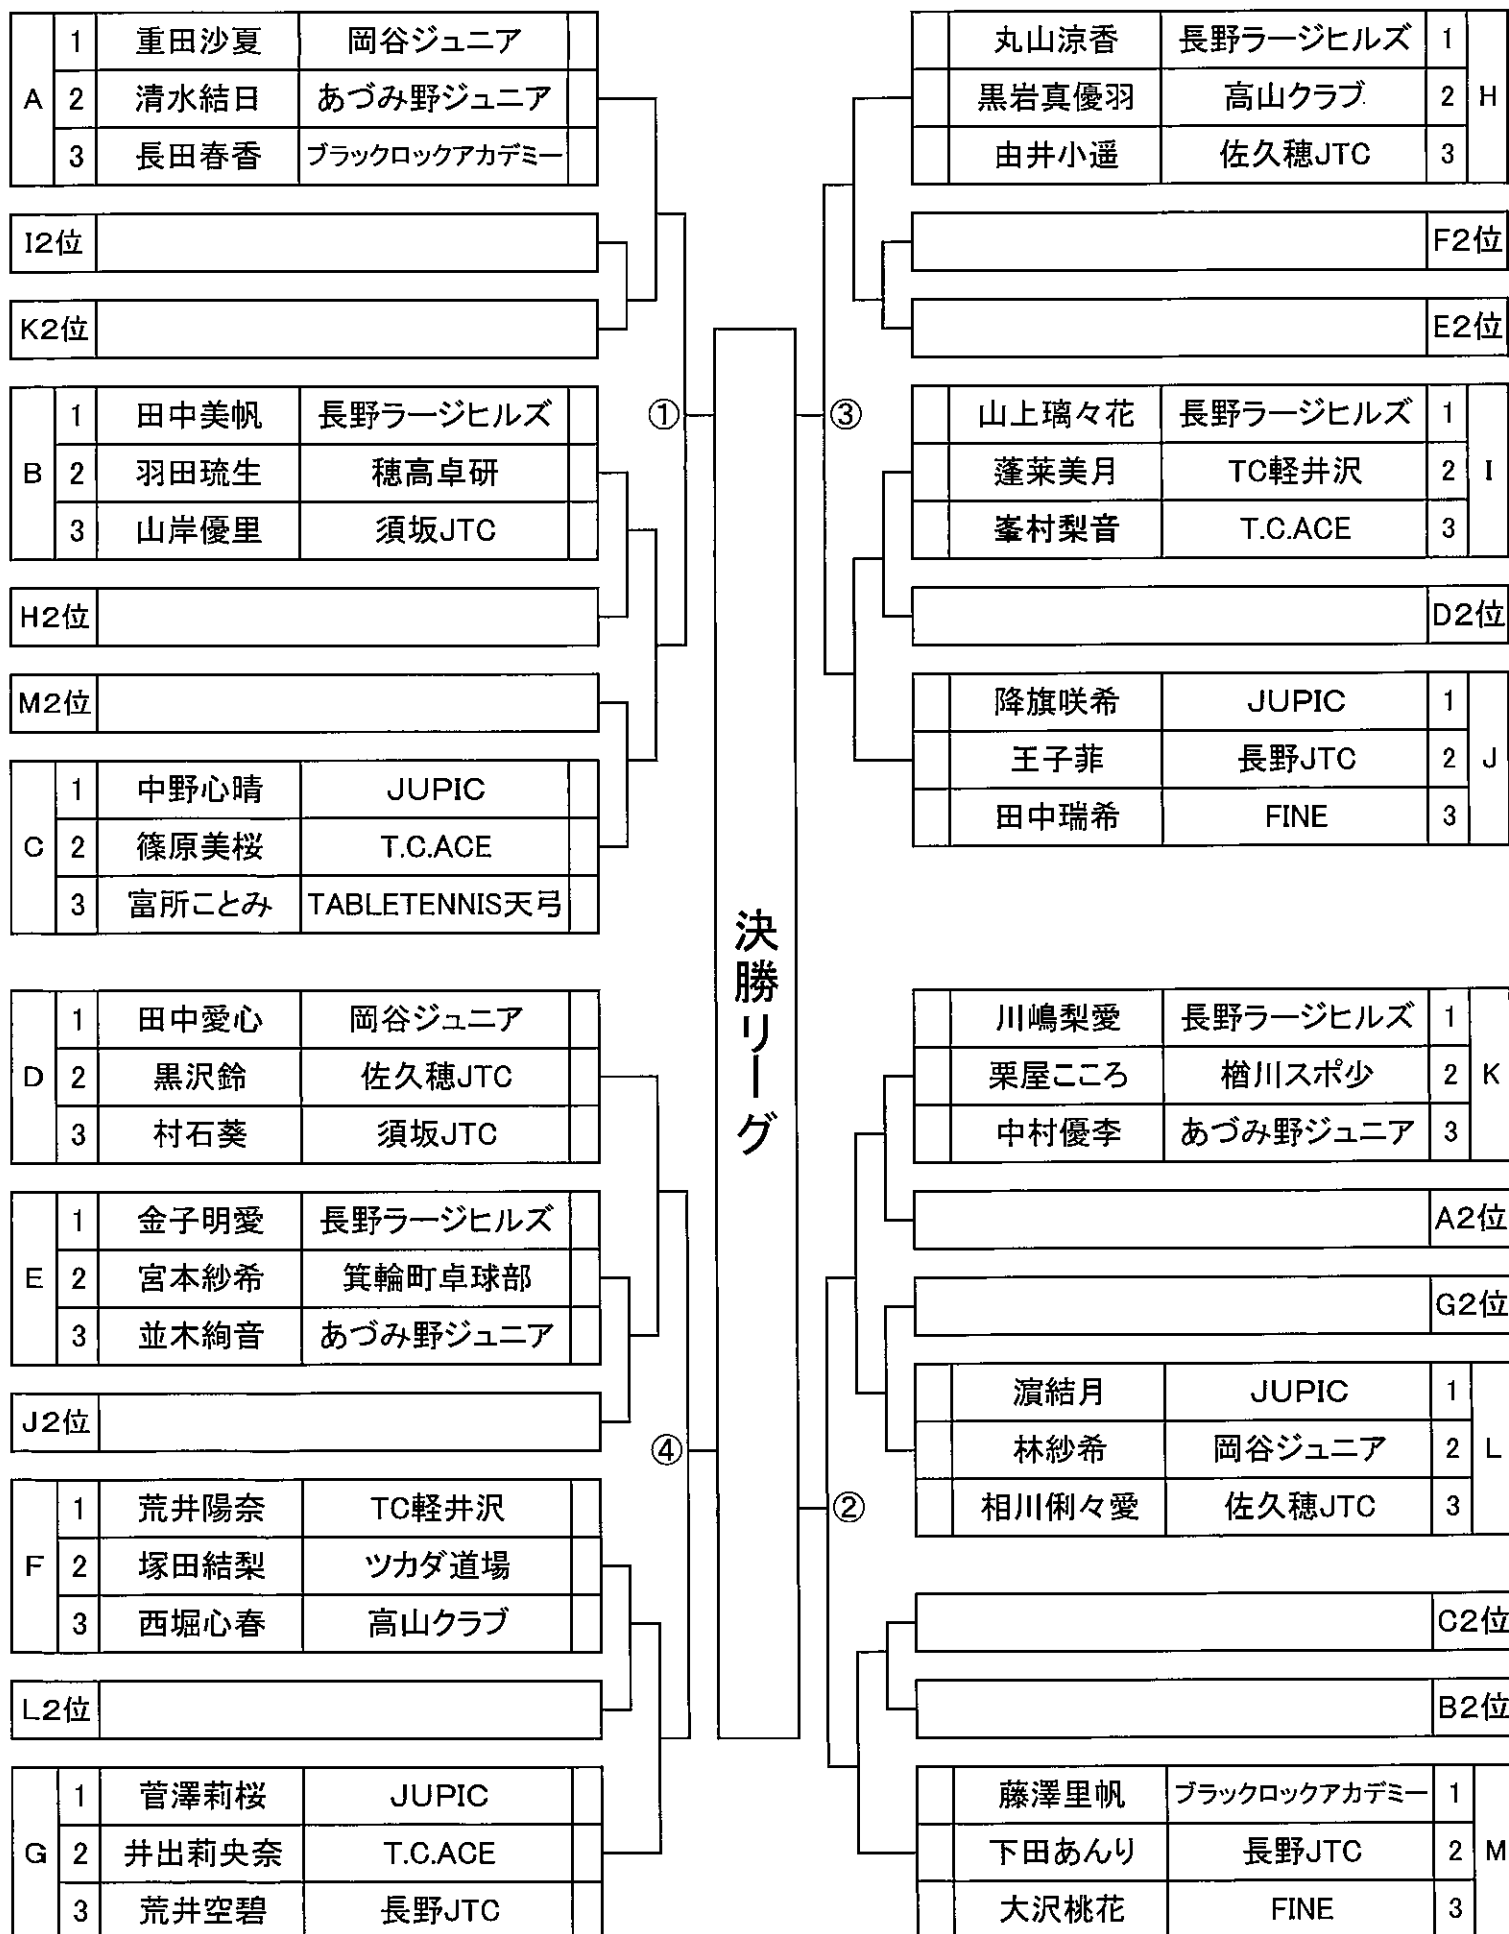 A
1 重田沙夏 岡谷ジュニア
2 清水結日 あづみ野ジュニア
3 長田春香 ブラックロックアカデミー
I2位
K2位
B
1 田中美帆 長野ラージヒルズ
2 羽田琉生 穂高卓研
3 山岸優里 須坂JTC
H2位
M2位
C
1 中野心晴 JUPIC
2 篠原美桜 T.C.ACE
3 富所ことみ TABLETENNIS天弓
①
D
1 田中愛心 岡谷ジュニア
2 黒沢鈴 佐久穂JTC
3 村石葵 須坂JTC
E
1 金子明愛 長野ラージヒルズ
2 宮本紗希 箕輪町卓球部
3 並木絢音 あづみ野ジュニア
J2位
F
1 荒井陽奈 TC軽井沢
2 塚田結梨 ツカダ道場
3 西堀心春 高山クラブ
L2位
G
1 菅澤莉桜 JUPIC
2 井出莉央奈 T.C.ACE
3 荒井空碧 長野JTC
④
決勝リーグ
③
丸山涼香 長野ラージヒルズ 1
黒岩真優羽 高山クラブ 2
由井小遥 佐久穂JTC 3
H
F2位
E2位
山上璃々花 長野ラージヒルズ 1
蓬莱美月 TC軽井沢 2
峯村梨音 T.C.ACE 3
I
D2位
降旗咲希 JUPIC 1
王子菲 長野JTC 2
田中瑞希 FINE 3
J
②
川嶋梨愛 長野ラージヒルズ 1
栗屋こころ 楢川スポ少 2
中村優李 あづみ野ジュニア 3
K
A2位
G2位
濵結月 JUPIC 1
林紗希 岡谷ジュニア 2
相川俐々愛 佐久穂JTC 3
L
C2位
B2位
藤澤里帆 ブラックロックアカデミー 1
下田あんり 長野JTC 2
大沢桃花 FINE 3
M